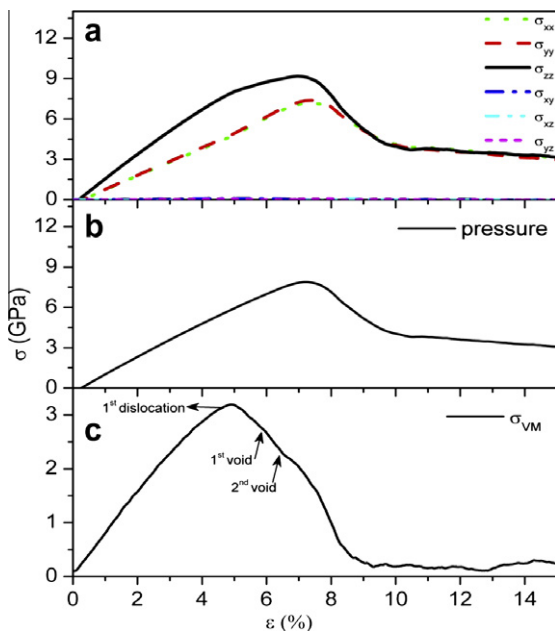 a
σxx
σyy
σzz
σxy
σxz
σyz
12
9
6
3
0
b
pressure
12
9
6
3
0
σ (GPa)
c
σVM
1st dislocation
1st void
2nd void
3
2
1
0
0 2 4 6 8 10 12 14
ε (%)